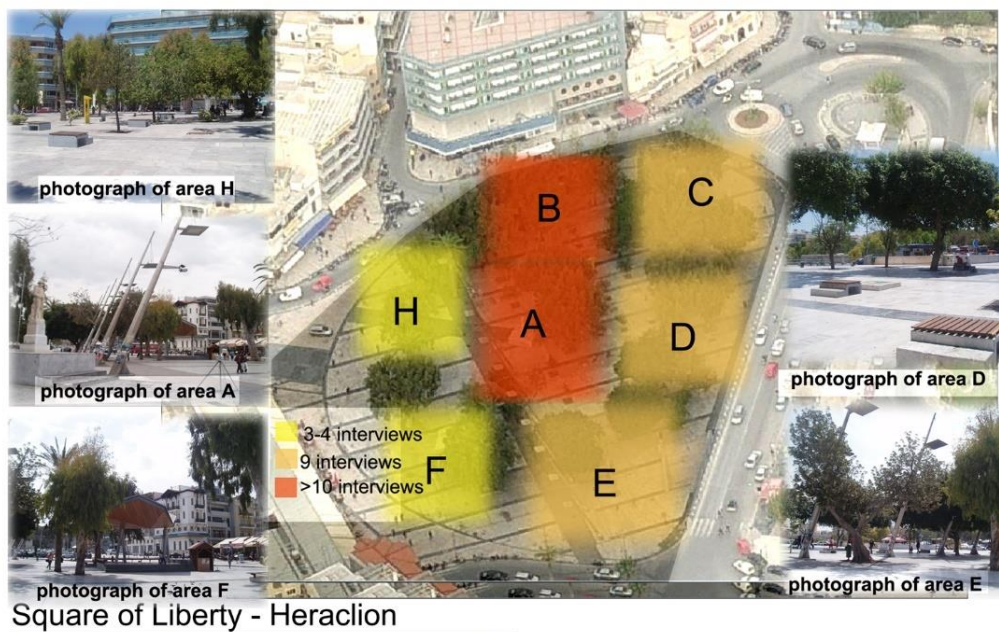 photograph of area H
photograph of area A
photograph of area F
B
C
H
A
D
F
E
3-4 interviews
9 interviews
>10 interviews
photograph of area D
photograph of area E
Square of Liberty - Heraclion